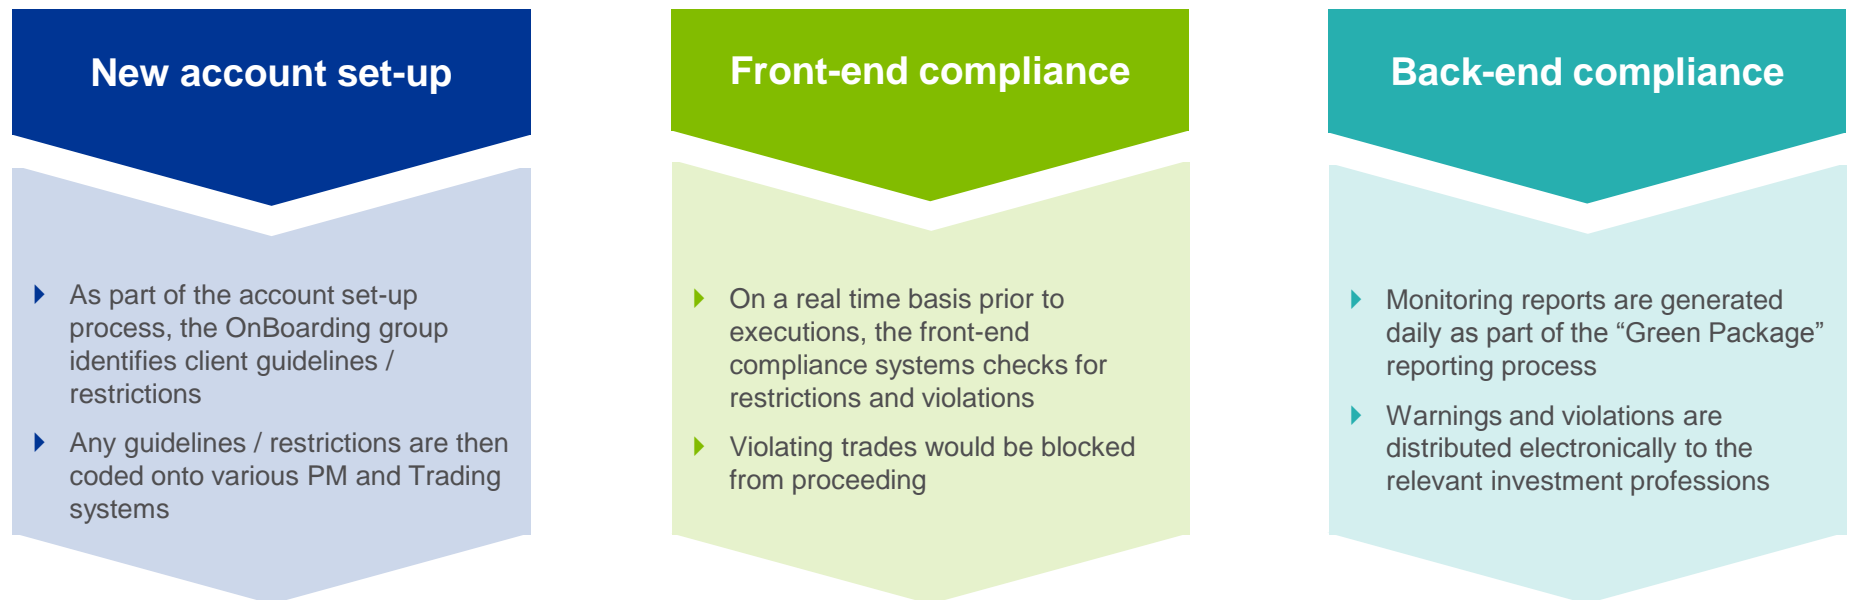 New account set-up
As part of the account set-up
process, the OnBoarding group
identifies client guidelines /
restrictions
Any guidelines / restrictions are then
coded onto various PM and Trading
systems
Front-end compliance
On a real time basis prior to
executions, the front-end
compliance systems checks for
restrictions and violations
Violating trades would be blocked
from proceeding
Back-end compliance
Monitoring reports are generated
daily as part of the “Green Package”
reporting process
Warnings and violations are
distributed electronically to the
relevant investment professions